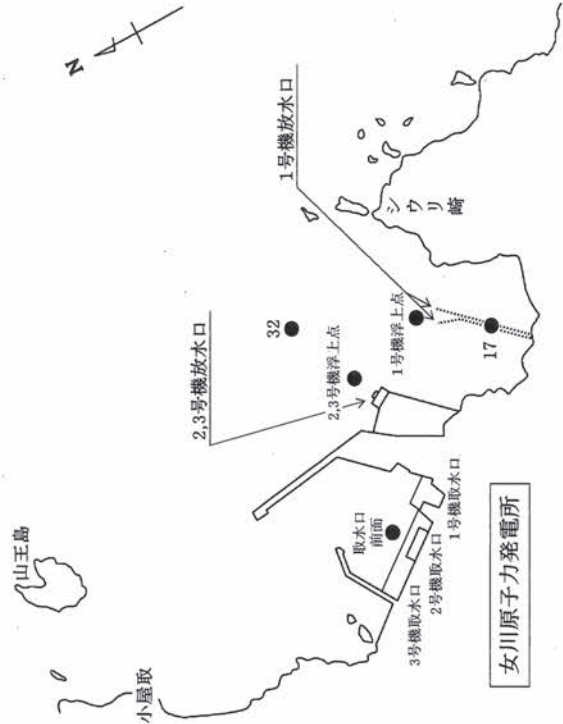 N
1号機放水口
2,3号機放水口
山王島
小屋取
32
2,3号機浮上点
1号機浮上点
17
シウリ崎
取水口
前面
1号機取水口
2号機取水口
3号機取水口
女川原子力発電所